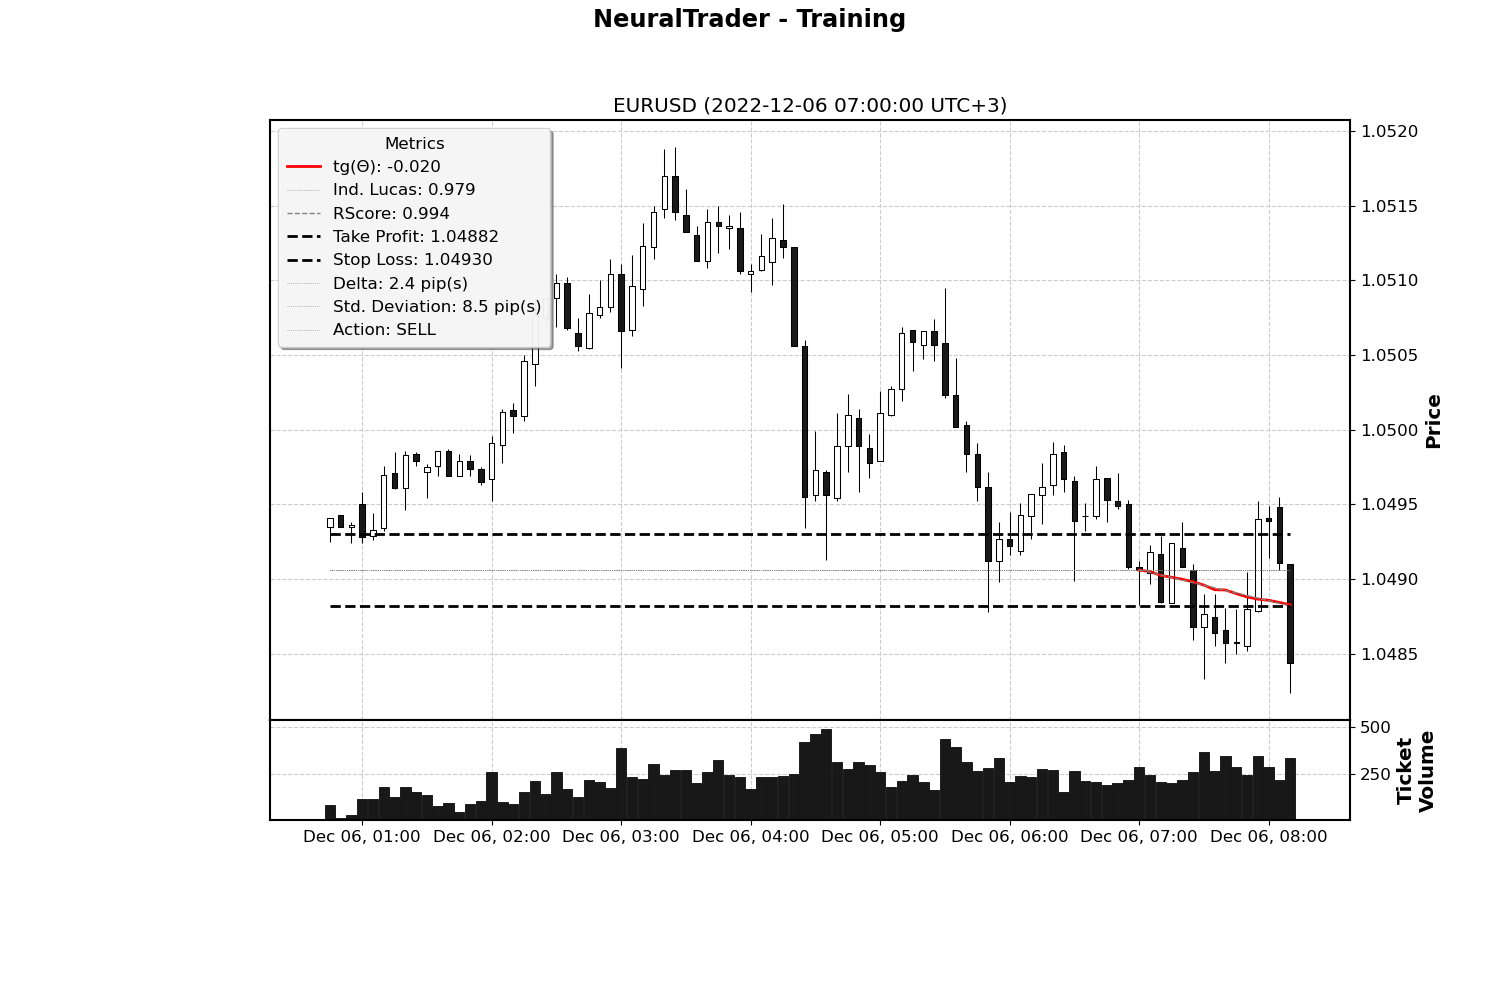 NeuralTrader - Training
EURUSD (2022-12-06 07:00:00 UTC+3)
Metrics
tg(Θ): -0.020
Ind. Lucas: 0.979
RScore: 0.994
Take Profit: 1.04882
Stop Loss: 1.04930
Delta: 2.4 pip(s)
Std. Deviation: 8.5 pip(s)
Action: SELL
1.0520
1.0515
1.0510
1.0505
1.0500
1.0495
1.0490
1.0485
Price
500
250
Ticket
Volume
Dec 06, 01:00
Dec 06, 02:00
Dec 06, 03:00
Dec 06, 04:00
Dec 06, 05:00
Dec 06, 06:00
Dec 06, 07:00
Dec 06, 08:00